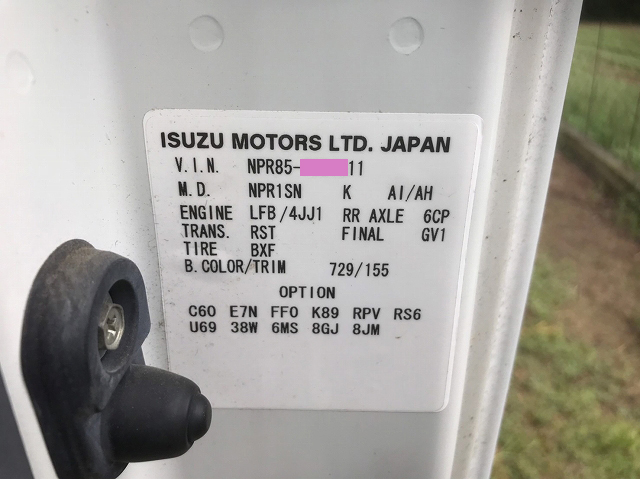 ISUZU MOTORS LTD. JAPAN
V.I.N. NPR85- 11
M.D. NPR1SN K AI/AH
ENGINE LFB/4JJ1 RR AXLE 6CP
TRANS. RST FINAL GV1
TIRE BXF
B.COLOR/TRIM 729/155
OPTION
C60 E7N FFO K89 RPV RS6
U69 38W 6MS 8GJ 8JM